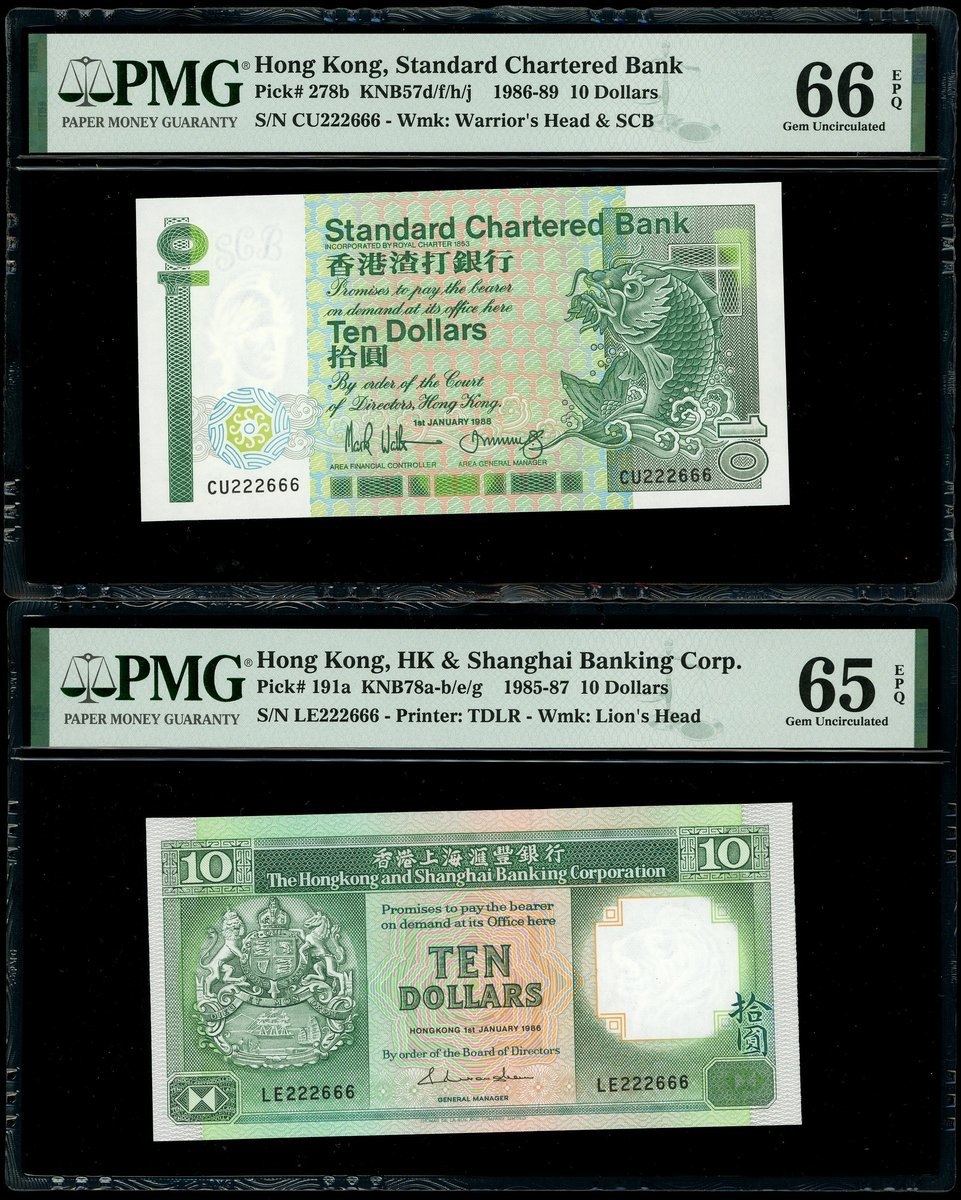 PMG®
PAPER MONEY GUARANTY
Hong Kong, Standard Chartered Bank
Pick# 278b KNB57d/f/h/j 1986-89 10 Dollars
S/N CU222666 - Wmk: Warrior's Head & SCB
66 EPQ
Gem Uncirculated
10
SCB
Standard Chartered Bank
INCORPORATED BY ROYAL CHARTER 1853
香港渣打銀行
Promises to pay the bearer
on demand at its office here
Ten Dollars
拾圓
By order of the Court
of Directors, Hong Kong.
1st JANUARY 1988
AREA FINANCIAL CONTROLLER AREA GENERAL MANAGER
CU222666
CU222666
10
PMG®
PAPER MONEY GUARANTY
Hong Kong, HK & Shanghai Banking Corp.
Pick# 191a KNB78a-b/e/g 1985-87 10 Dollars
S/N LE222666 - Printer: TDLR - Wmk: Lion's Head
65 EPQ
Gem Uncirculated
10
香港上海滙豐銀行
10
The Hongkong and Shanghai Banking Corporation
Promises to pay the bearer
on demand at its Office here
TEN
DOLLARS
HONGKONG 1st JANUARY 1986
By order of the Board of Directors
GENERAL MANAGER
拾圓
LE222666
LE222666